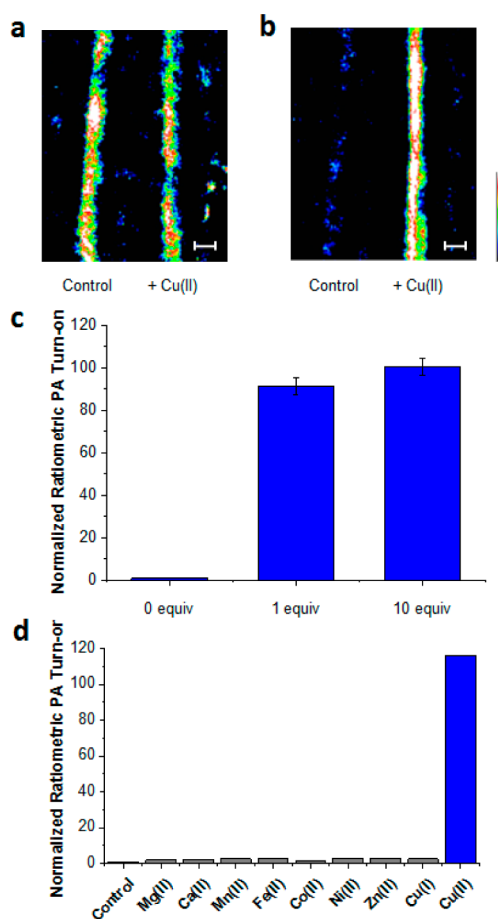 a b
Control + Cu(II) Control + Cu(II)
c
Normalized Ratiometric PA Turn-on
120
100
80
60
40
20
0
0 equiv 1 equiv 10 equiv
d
Normalized Ratiometric PA Turn-or
120
100
80
60
40
20
0
Control Mg(II) Ca(II) Mn(II) Fe(II) Co(II) Ni(II) Zn(II) Cu(I) Cu(II)